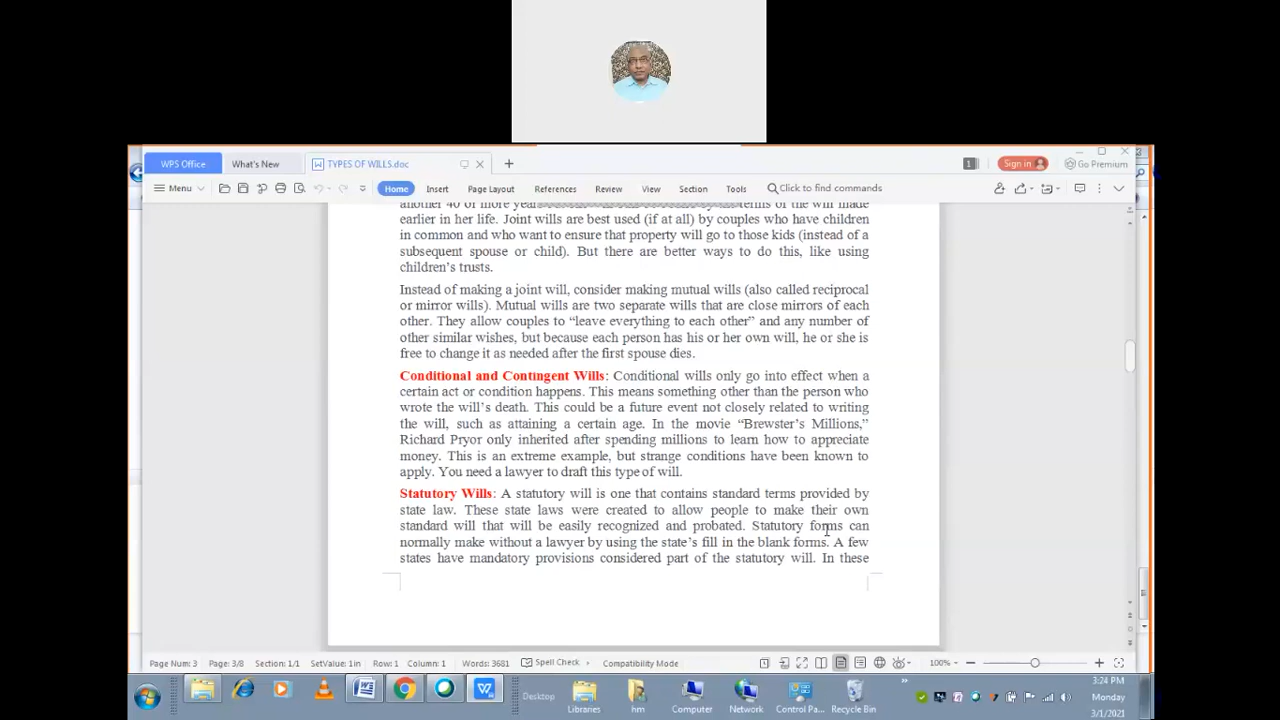 WPS Office
What's New
TYPES OF WILLS.doc
1
Sign in
Go Premium
Menu
Home
Insert
Page Layout
References
Review
View
Section
Tools
Click to find commands
another 40 or more years
terms of the will made
earlier in her life. Joint wills are best used (if at all) by couples who have children
in common and who want to ensure that property will go to those kids (instead of a
subsequent spouse or child). But there are better ways to do this, like using
children's trusts.
Instead of making a joint will, consider making mutual wills (also called reciprocal
or mirror wills). Mutual wills are two separate wills that are close mirrors of each
other. They allow couples to “leave everything to each other” and any number of
other similar wishes, but because each person has his or her own will, he or she is
free to change it as needed after the first spouse dies.
Conditional and Contingent Wills: Conditional wills only go into effect when a
certain act or condition happens. This means something other than the person who
wrote the will's death. This could be a future event not closely related to writing
the will, such as attaining a certain age. In the movie “Brewster's Millions,”
Richard Pryor only inherited after spending millions to learn how to appreciate
money. This is an extreme example, but strange conditions have been known to
apply. You need a lawyer to draft this type of will.
Statutory Wills: A statutory will is one that contains standard terms provided by
state law. These state laws were created to allow people to make their own
standard will that will be easily recognized and probated. Statutory forms can
normally make without a lawyer by using the state's fill in the blank forms. A few
states have mandatory provisions considered part of the statutory will. In these
Page Num: 3
Page: 3/8
Section: 1/1
SetValue: 1in
Row: 1
Column: 1
Words: 3681
Spell Check
Compatibility Mode
100%
Desktop
Libraries
hm
Computer
Network
Control Pa...
Recycle Bin
3:24 PM
Monday
3/1/2021